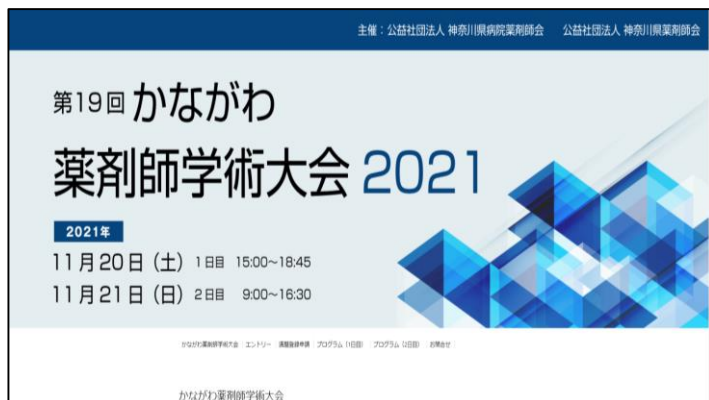 主催：公益社団法人 神奈川県病院薬剤師会　公益社団法人 神奈川県薬剤師会
第19回 かながわ
薬剤師学術大会 2021
2021年
11月20日（土） 1日目 15:00～18:45
11月21日（日） 2日目 9:00～16:30
かながわ薬剤師学術大会 エントリー 演題登録申請 プログラム（1日目） プログラム（2日目） お問合せ
かながわ薬剤師学術大会